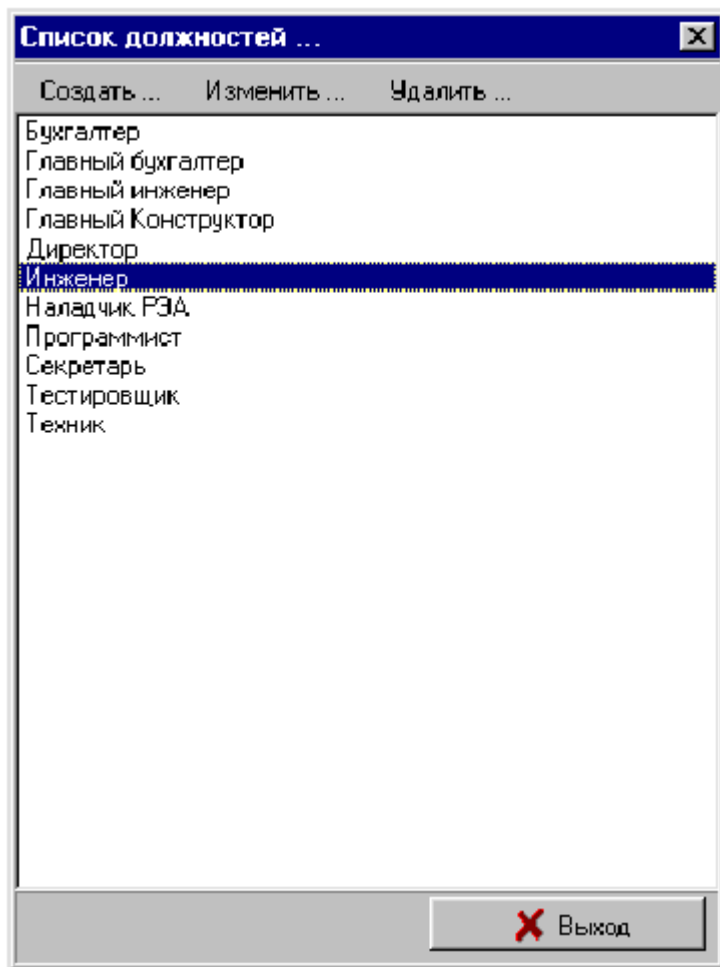 Список должностей ...
Создать ... Изменить ... Удалить ...
Бухгалтер
Главный бухгалтер
Главный инженер
Главный Конструктор
Директор
Инженер
Наладчик РЭА
Программист
Секретарь
Тестировщик
Техник
Выход